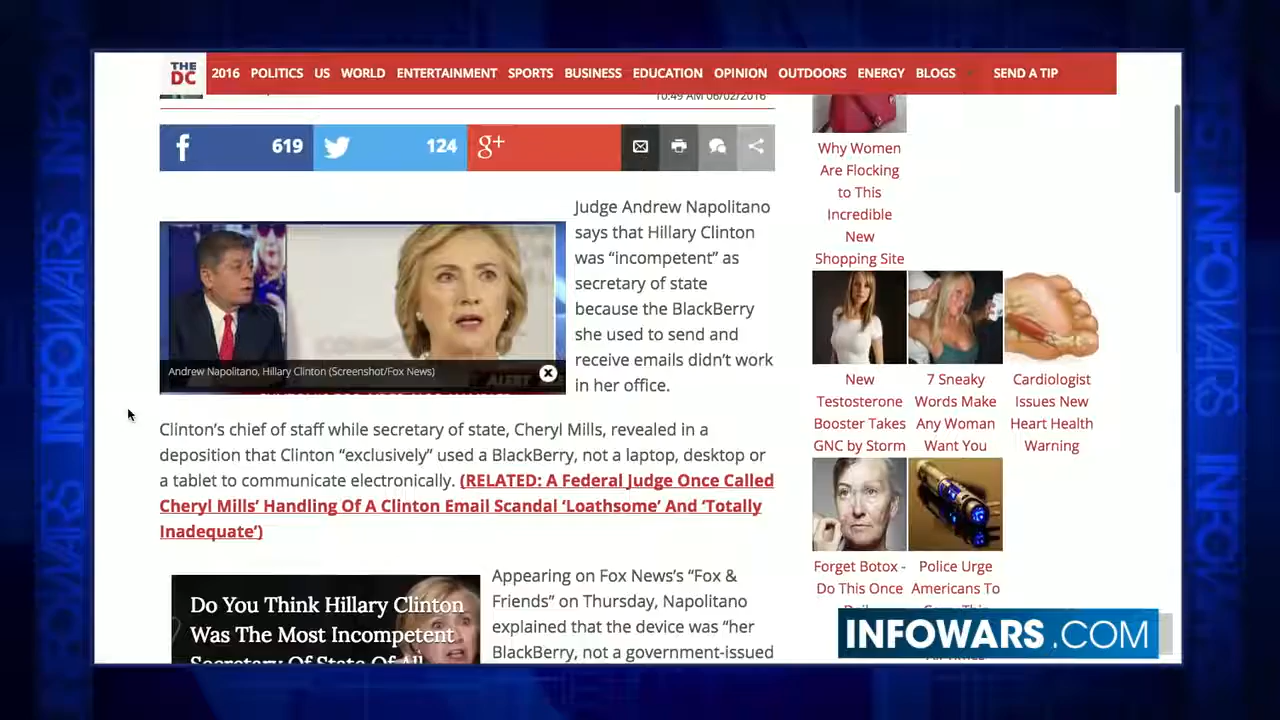 THE
DC
2016 POLITICS US WORLD ENTERTAINMENT SPORTS BUSINESS EDUCATION OPINION OUTDOORS ENERGY BLOGS SEND A TIP
10:49 AM 06/02/2016
f 619
124
g+
Judge Andrew Napolitano
says that Hillary Clinton
was “incompetent” as
secretary of state
because the BlackBerry
she used to send and
receive emails didn’t work
in her office.
Andrew Napolitano, Hillary Clinton (Screenshot/Fox News)
Clinton’s chief of staff while secretary of state, Cheryl Mills, revealed in a
deposition that Clinton “exclusively” used a BlackBerry, not a laptop, desktop or
a tablet to communicate electronically. (RELATED: A Federal Judge Once Called
Cheryl Mills’ Handling Of A Clinton Email Scandal ‘Loathsome’ And ‘Totally
Inadequate’)
Do You Think Hillary Clinton
Was The Most Incompetent
Secretary Of State Of All
Appearing on Fox News’s “Fox &
Friends” on Thursday, Napolitano
explained that the device was “her
BlackBerry, not a government-issued
Why Women
Are Flocking
to This
Incredible
New
Shopping Site
New
Testosterone
Booster Takes
GNC by Storm
7 Sneaky
Words Make
Any Woman
Want You
Cardiologist
Issues New
Heart Health
Warning
Forget Botox -
Do This Once
Police Urge
Americans To
INFOWARS.COM
INFOWARS
INFOWARS